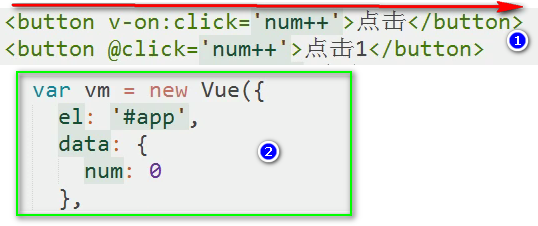 <button v-on:click='num++'>点击</button>
1
<button @click='num++'>点击1</button>
var vm = new Vue({
el: '#app',
data: {
2
num: 0
},